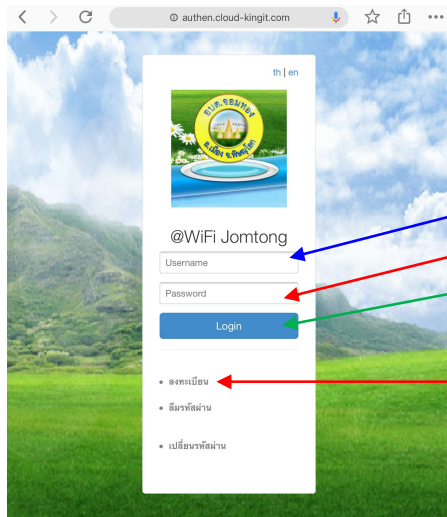 authen.cloud-kingit.com
th | en
อบต.จอมทอง
อ.เมือง จ.พิษณุโลก
@WiFi Jomtong
Username
Password
Login
ลงทะเบียน
ลืมรหัสผ่าน
เปลี่ยนรหัสผ่าน